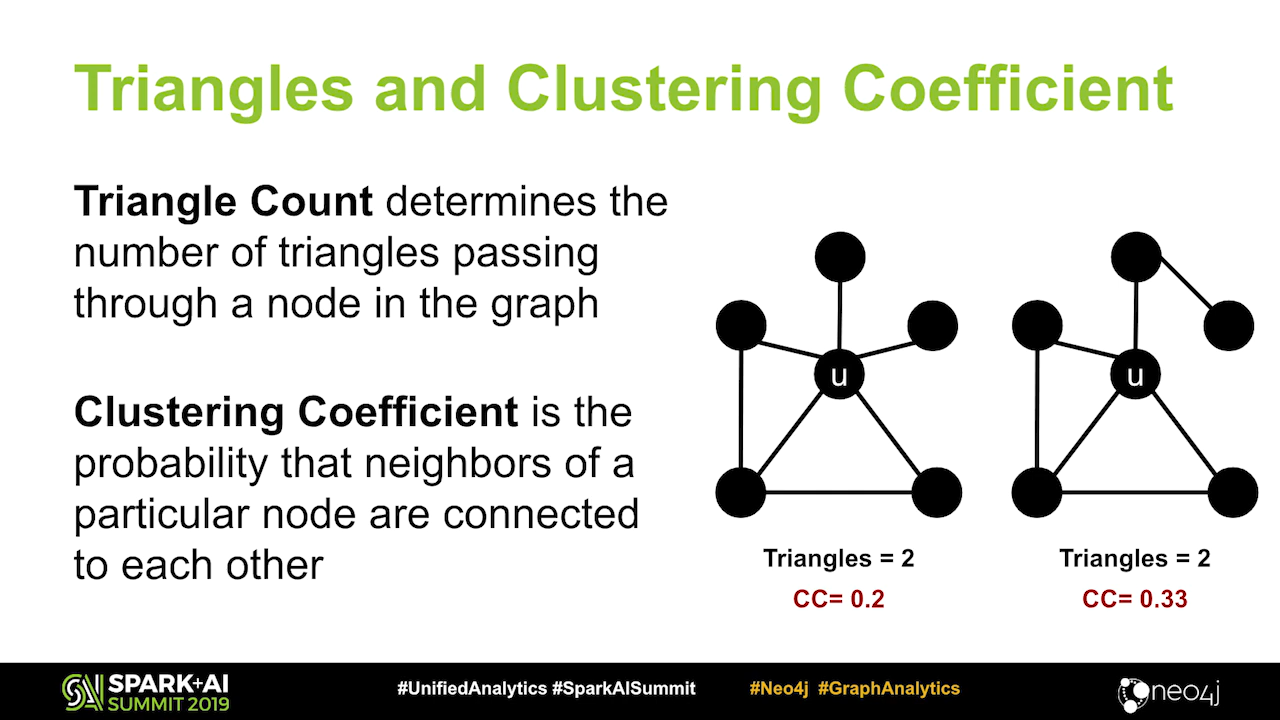 Triangles and Clustering Coefficient
Triangle Count determines the
number of triangles passing
through a node in the graph
Clustering Coefficient is the
probability that neighbors of a
particular node are connected
to each other
u
u
Triangles = 2
Triangles = 2
CC= 0.2
CC= 0.33
SPARK+AI
SUMMIT 2019
#UnifiedAnalytics #SparkAISummit
#Neo4j #GraphAnalytics
neo4j